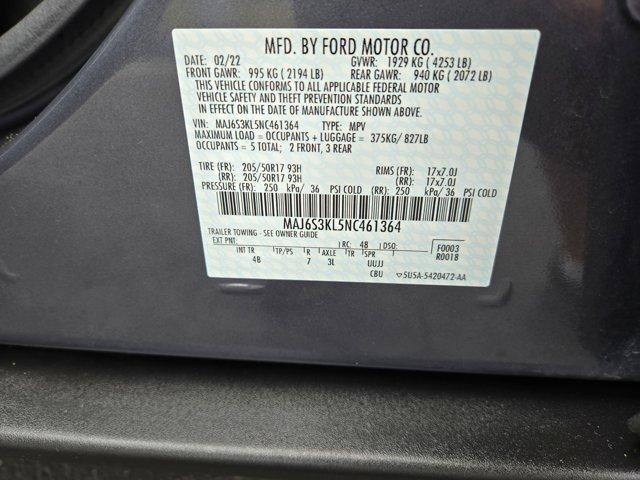 MFD. BY FORD MOTOR CO.
DATE: 02/22 GVWR: 1929 KG ( 4253 LB)
FRONT GAWR: 995 KG ( 2194 LB) REAR GAWR: 940 KG ( 2072 LB)
THIS VEHICLE CONFORMS TO ALL APPLICABLE FEDERAL MOTOR
VEHICLE SAFETY AND THEFT PREVENTION STANDARDS
IN EFFECT ON THE DATE OF MANUFACTURE SHOWN ABOVE.
VIN: MAJ6S3KL5NC461364 TYPE: MPV
MAXIMUM LOAD = OCCUPANTS + LUGGAGE = 375KG/ 827LB
OCCUPANTS = 5 TOTAL; 2 FRONT, 3 REAR
TIRE (FR): 205/50R17 93H RIMS (FR): 17x7.0J
(RR): 205/50R17 93H (RR): 17x7.0J
PRESSURE (FR): 250 kPa/ 36 PSI COLD (RR): 250 kPa/ 36 PSI COLD
MAJ6S3KL5NC461364
TRAILER TOWING - SEE OWNER GUIDE
EXT PNT: RC: 48 DSO: F0003
R0018
INT TR TP/PS R AXLE TR SPR
4B 7 3L UUJJ
CBU 5U5A-5420472-AA